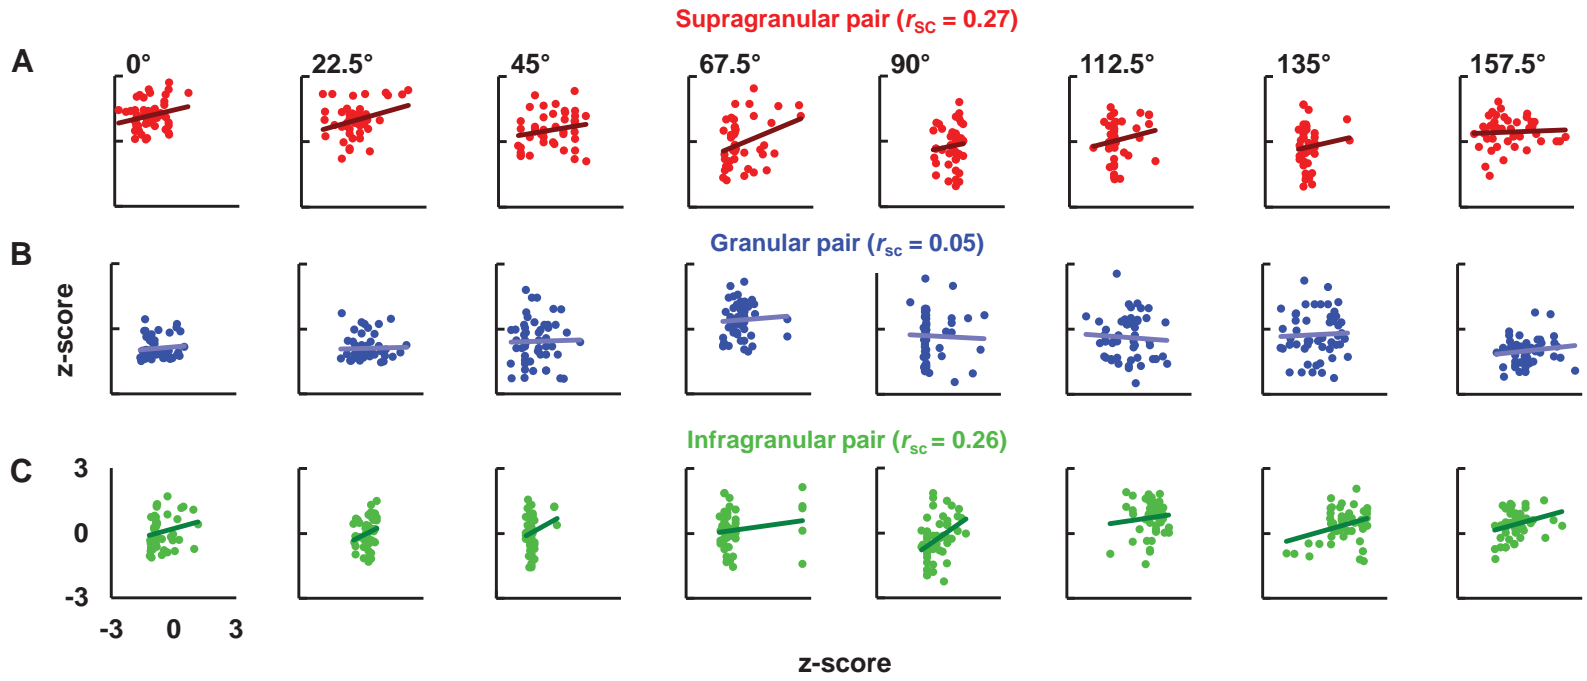 Supragranular pair (rSC = 0.27)
A
0° 22.5° 45° 67.5° 90° 112.5° 135° 157.5°
Granular pair (rsc = 0.05)
B
z-score
Infragranular pair (rsc = 0.26)
C
3
0
-3
-3 0 3
z-score